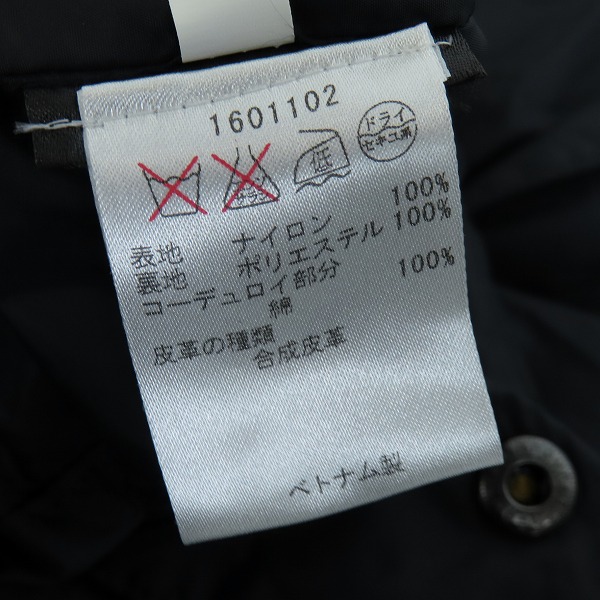 1601102
低
ドライ
セキユ系
表地 ナイロン 100%
裏地 ポリエステル 100%
コーデュロイ部分
綿 100%
皮革の種類
合成皮革
ベトナム製